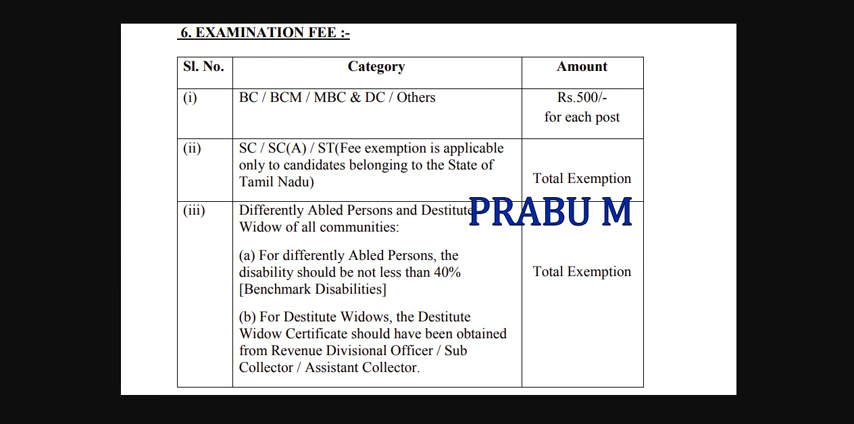 6. EXAMINATION FEE :-
Sl. No. Category Amount
(i) BC / BCM / MBC & DC / Others Rs.500/-
for each post
(ii) SC / SC(A) / ST(Fee exemption is applicable
only to candidates belonging to the State of
Tamil Nadu) Total Exemption
(iii) Differently Abled Persons and Destitute
Widow of all communities:
PRABU M
(a) For differently Abled Persons, the
disability should be not less than 40%
[Benchmark Disabilities]
Total Exemption
(b) For Destitute Widows, the Destitute
Widow Certificate should have been obtained
from Revenue Divisional Officer / Sub
Collector / Assistant Collector.